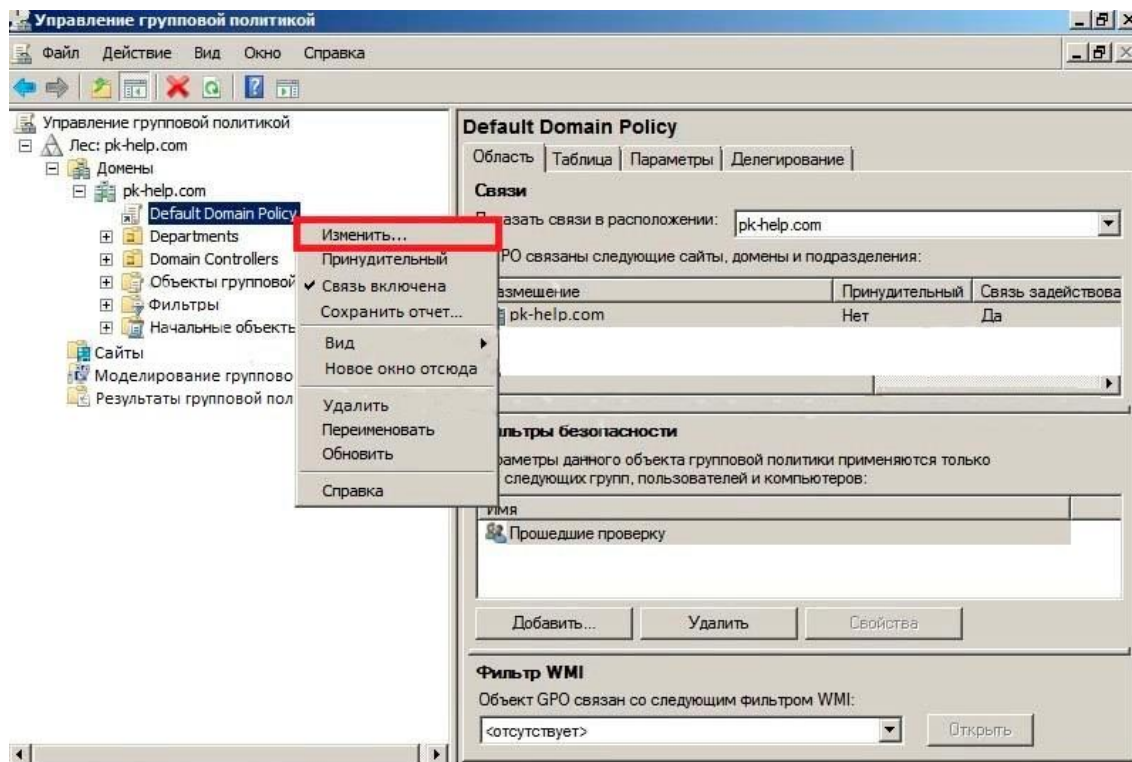 Управление групповой политикой
Файл Действие Вид Окно Справка
Управление групповой политикой
Лес: pk-help.com
Домены
pk-help.com
Default Domain Policy
Departments
Domain Controllers
Объекты групповой
Фильтры
Начальные объекты
Сайты
Моделирование группово
Результаты групповой пол
Изменить...
Принудительный
Связь включена
Сохранить отчет...
Вид
Новое окно отсюда
Удалить
Переименовать
Обновить
Справка
Default Domain Policy
Область Таблица Параметры Делегирование
Связи
связи в расположении: pk-help.com
связаны следующие сайты, домены и подразделения:
Принудительный Связь задействова
pk-help.com Нет Да
безопасности
данного объекта групповой политики применяются только
следующих групп, пользователей и компьютеров:
Имя
Прошедшие проверку
Добавить... Удалить Свойства
Фильтр WMI
Объект GPO связан со следующим фильтром WMI:
<отсутствует> Открыть